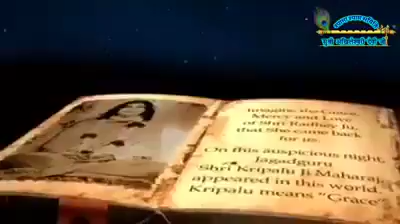 Imagine the Grace,
Mercy and Love
of Shri Radhey Ju,
that She came back
for us.
On this auspicious night,
Jagadguru
Shri Kripalu Ji Maharaj
appeared in this world.
Kripalu means "Grace"